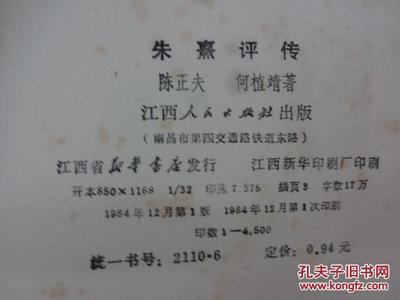 朱熹评传
陈正夫 何植靖著
江西人民出版社出版
(南昌市第四交通路铁道东路)
江西省新华书店发行 江西新华印刷厂印刷
开本850×1168 1/32 印张 7.375 插页3 字数17万
1984年12月第1版 1984年12月第1次印刷
印数1—4,500
统一书号：2110·6 定价：0.94元
孔夫子旧书网